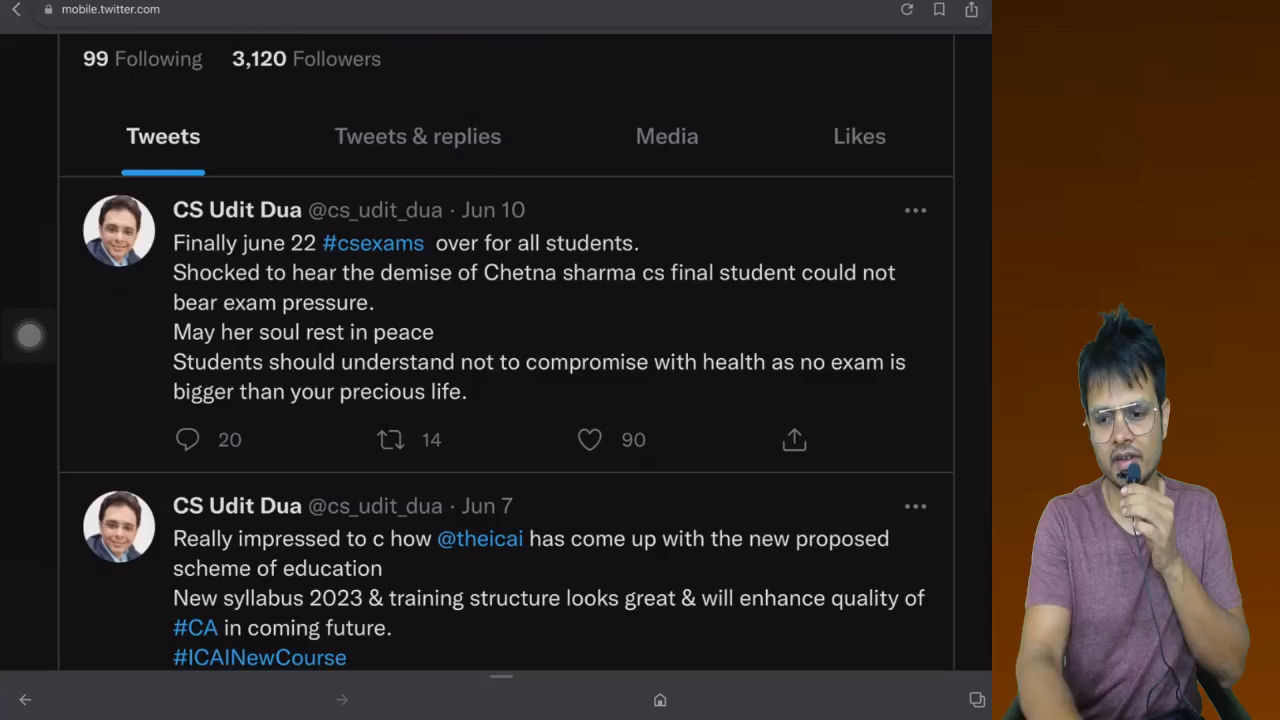 mobile.twitter.com
99 Following 3,120 Followers
Tweets Tweets & replies Media Likes
CS Udit Dua @cs_udit_dua · Jun 10
Finally june 22 #csexams over for all students.
Shocked to hear the demise of Chetna sharma cs final student could not
bear exam pressure.
May her soul rest in peace
Students should understand not to compromise with health as no exam is
bigger than your precious life.
20 14 90
CS Udit Dua @cs_udit_dua · Jun 7
Really impressed to c how @theicai has come up with the new proposed
scheme of education
New syllabus 2023 & training structure looks great & will enhance quality of
#CA in coming future.
#ICAINewCourse